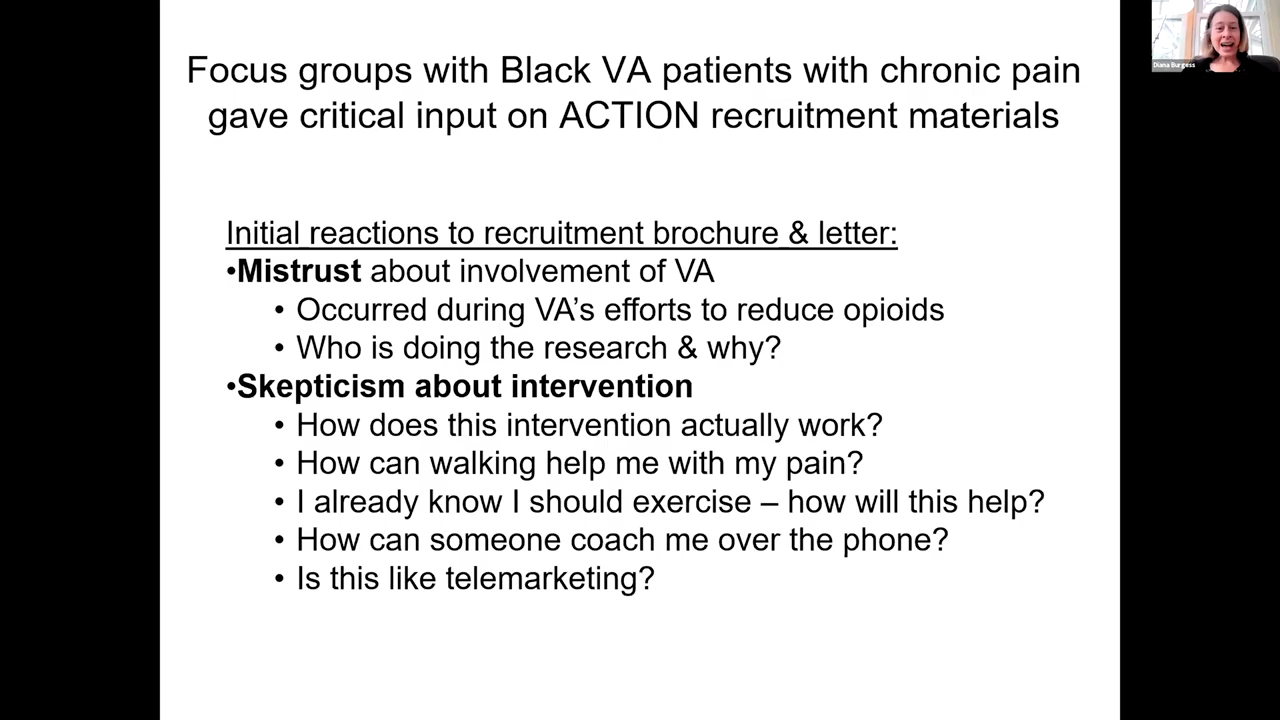 Focus groups with Black VA patients with chronic pain
gave critical input on ACTION recruitment materials
Initial reactions to recruitment brochure & letter:
•Mistrust about involvement of VA
• Occurred during VA’s efforts to reduce opioids
• Who is doing the research & why?
•Skepticism about intervention
• How does this intervention actually work?
• How can walking help me with my pain?
• I already know I should exercise – how will this help?
• How can someone coach me over the phone?
• Is this like telemarketing?
Diana Burgess